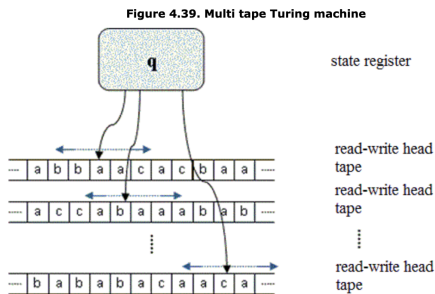 Figure 4.39. Multi tape Turing machine
q
state register
read-write head
tape
a b b a a c a c b a a
read-write head
tape
a c c a b a a a b a b
read-write head
tape
b a b a b a c a a c a